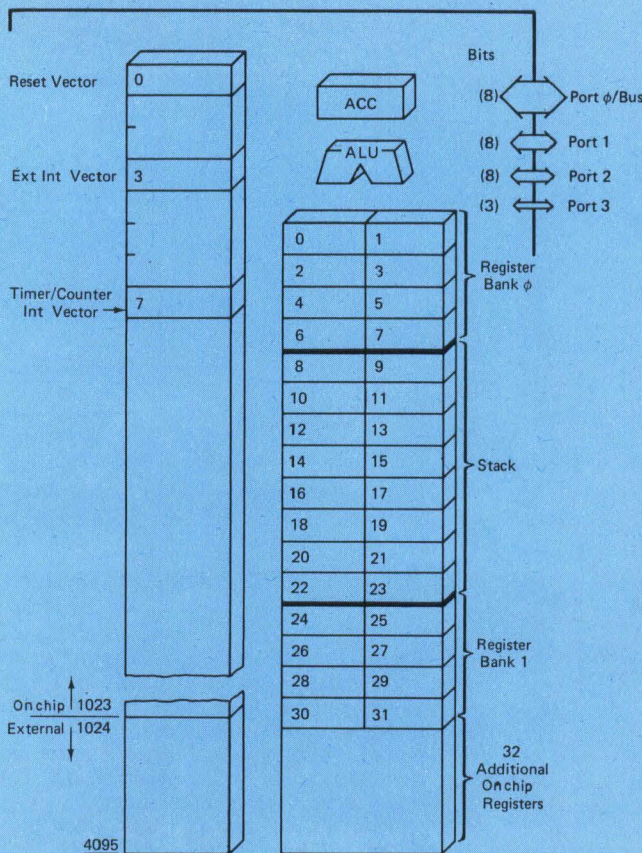 Bits
Reset Vector
0
ACC
(8) Port ϕ/Bus
ALU
(8) Port 1
Ext Int Vector
3
(8) Port 2
(3) Port 3
0 1
2 3
4 5
6 7
Register
Bank ϕ
Timer/Counter
Int Vector
7
8 9
10 11
12 13
14 15
16 17
18 19
20 21
22 23
Stack
24 25
26 27
28 29
30 31
Register
Bank 1
Onchip 1023
External 1024
4095
32
Additional
Onchip
Registers